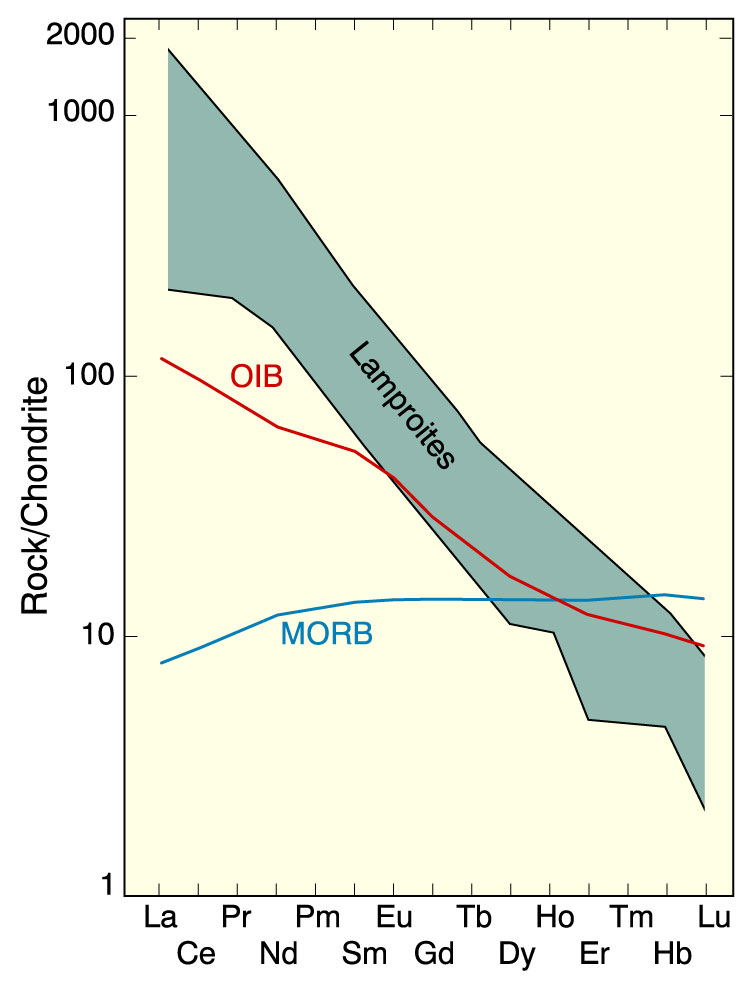 2000
1000
100
10
1
Rock/Chondrite
OIB
Lamproites
MORB
La Pr Pm Eu Tb Ho Tm Lu
Ce Nd Sm Gd Dy Er Hb